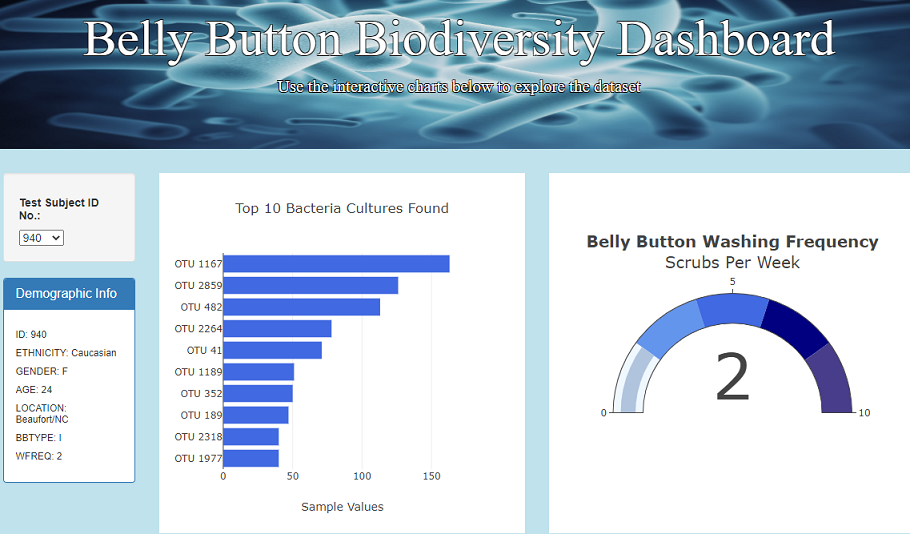 Belly Button Biodiversity Dashboard
Use the interactive charts below to explore the dataset
Test Subject ID
No.:
940
Demographic Info
ID: 940
ETHNICITY: Caucasian
GENDER: F
AGE: 24
LOCATION:
Beaufort/NC
BBTYPE: I
WFREQ: 2
Top 10 Bacteria Cultures Found
OTU 1167
OTU 2859
OTU 482
OTU 2264
OTU 41
OTU 1189
OTU 352
OTU 189
OTU 2318
OTU 1977
0 50 100 150
Sample Values
Belly Button Washing Frequency
Scrubs Per Week
5
2
0 10